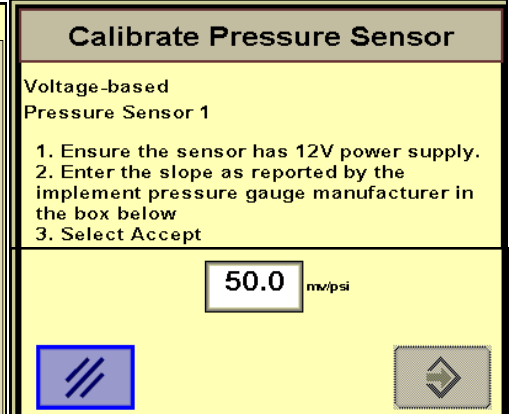 Calibrate Pressure Sensor
Voltage-based
Pressure Sensor 1
1. Ensure the sensor has 12V power supply.
2. Enter the slope as reported by the
implement pressure gauge manufacturer in
the box below
3. Select Accept
50.0 mv/psi